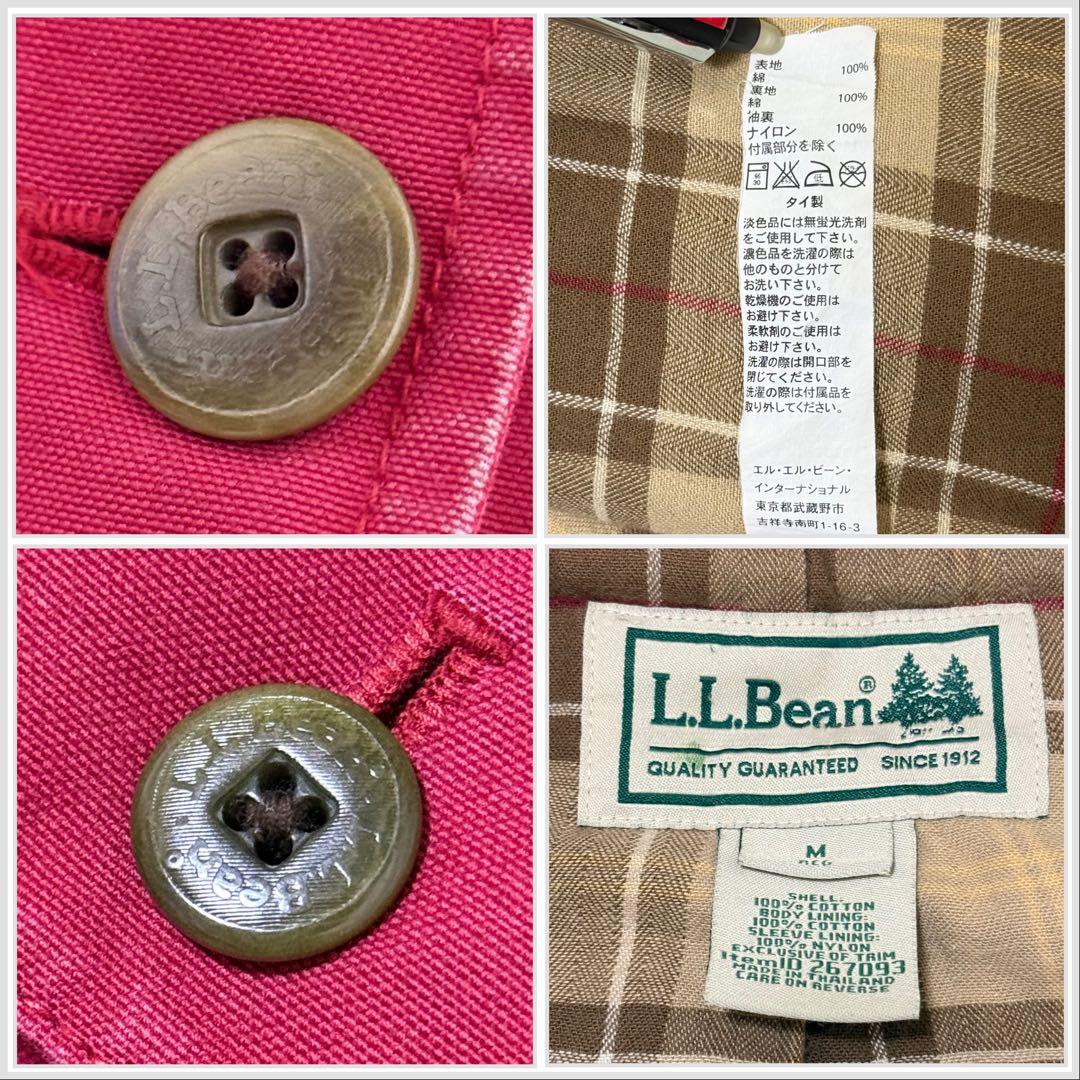 L.L.Bean
表地
綿 100%
裏地
綿 100%
袖裏
ナイロン 100%
付属部分を除く
低
タイ製
淡色品には無蛍光洗剤
をご使用して下さい。
濃色品を洗濯の際は
他のものと分けて
お洗い下さい。
乾燥機のご使用は
お避け下さい。
柔軟剤のご使用は
お避け下さい。
洗濯の際は開口部を
閉じてください。
洗濯の際は付属品を
取り外してください。
エル・エル・ビーン・
インターナショナル
東京都武蔵野市
吉祥寺南町1-16-3
L.L.Bean
L.L.Bean®
QUALITY GUARANTEED SINCE 1912
M
REG
SHELL:
100% COTTON
BODY LINING:
100% COTTON
SLEEVE LINING:
100% NYLON
EXCLUSIVE OF TRIM
ItemID 267093
MADE IN THAILAND
CARE ON REVERSE